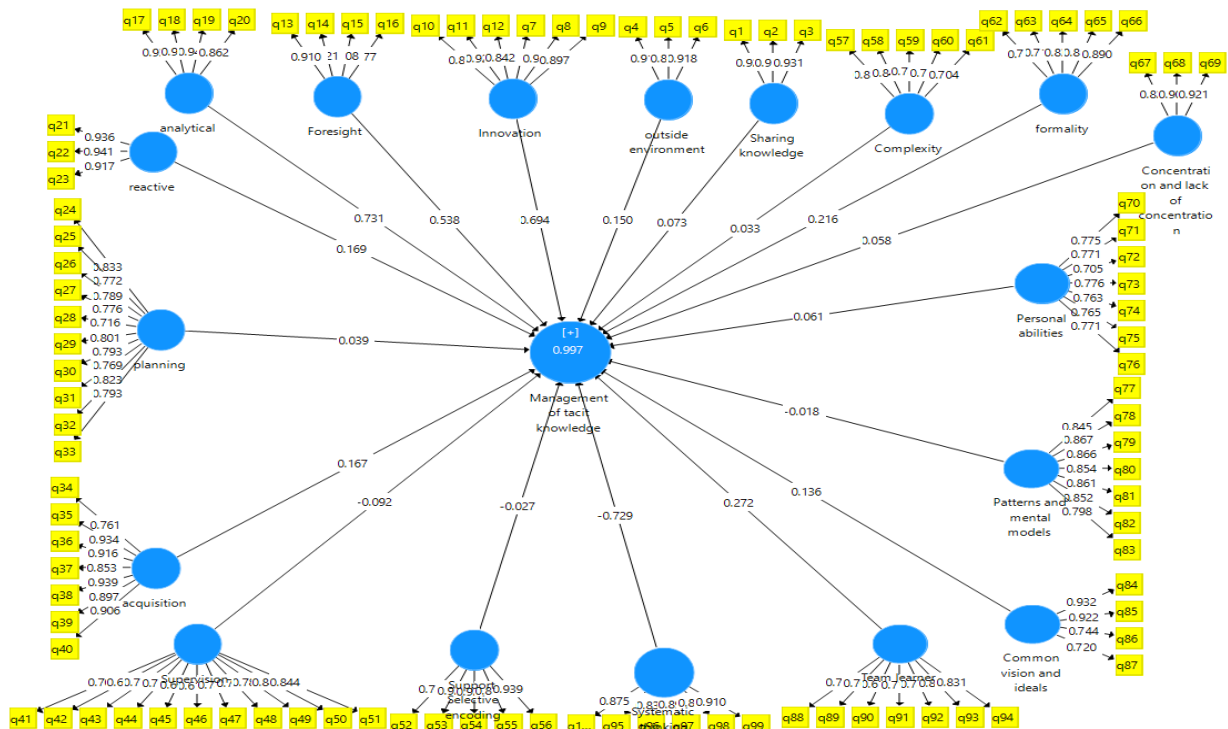 q17 q18 q19 q20
q13 q14 q15 q16
q10 q11 q12 q7 q8 q9
q4 q5 q6
q1 q2 q3
q57 q58 q59 q60 q61
q62 q63 q64 q65 q66
q67 q68 q69
0.862
0.910
0.842 0.897
0.918
0.931
0.704
0.890
0.921
analytical
Foresight
Innovation
outside
environment
Sharing
knowledge
Complexity
formality
Concentrati
on and lack
of
concentratio
n
q21
q22
q23
0.936
0.941
0.917
reactive
0.731
0.538
0.694
0.150
0.073
0.033
0.216
0.058
0.169
q24
q25
q26
q27
q28
q29
q30
q31
q32
q33
0.833
0.772
0.789
0.776
0.716
0.801
0.793
0.769
0.823
0.793
planning
0.039
[+]
0.997
Management
of tacit
knowledge
q70
q71
q72
q73
q74
q75
q76
0.775
0.771
0.705
0.776
0.763
0.765
0.771
Personal
abilities
0.061
q77
q78
q79
q80
q81
q82
q83
0.845
0.867
0.866
0.854
0.861
0.852
0.798
Patterns and
mental
models
-0.018
q34
q35
q36
q37
q38
q39
q40
0.761
0.934
0.916
0.853
0.939
0.897
0.906
acquisition
0.167
-0.092
-0.027
-0.729
0.272
0.136
q84
q85
q86
q87
0.932
0.922
0.744
0.720
Common
vision and
ideals
Supervision
0.844
q41 q42 q43 q44 q45 q46 q47 q48 q49 q50 q51
Support
Selective
encoding
0.939
q52 q53 q54 q55 q56
Systematic
0.875 0.910
q95 q96 q97 q98 q99
Team learner
0.831
q88 q89 q90 q91 q92 q93 q94